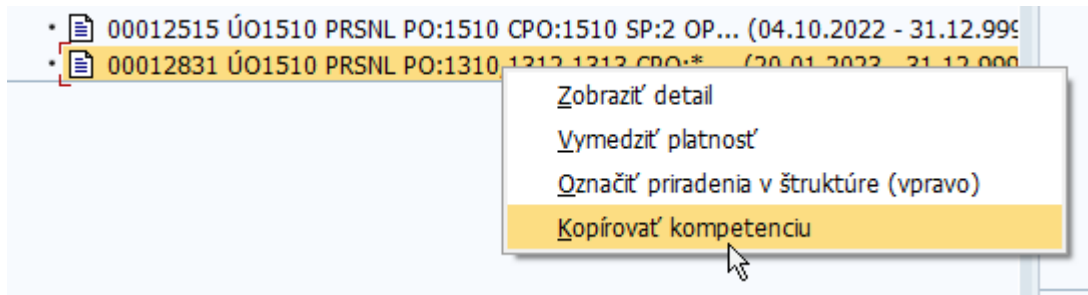 00012515 ÚO1510 PRSNL PO:1510 CPO:1510 SP:2 OP... (04.10.2022 - 31.12.999
00012831 ÚO1510 PRSNL PO:1310,1312,1313 CPO:*... (20.01.2023 - 31.12.999
Zobraziť detail
Vymedziť platnosť
Označiť priradenia v štruktúre (vpravo)
Kopírovať kompetenciu